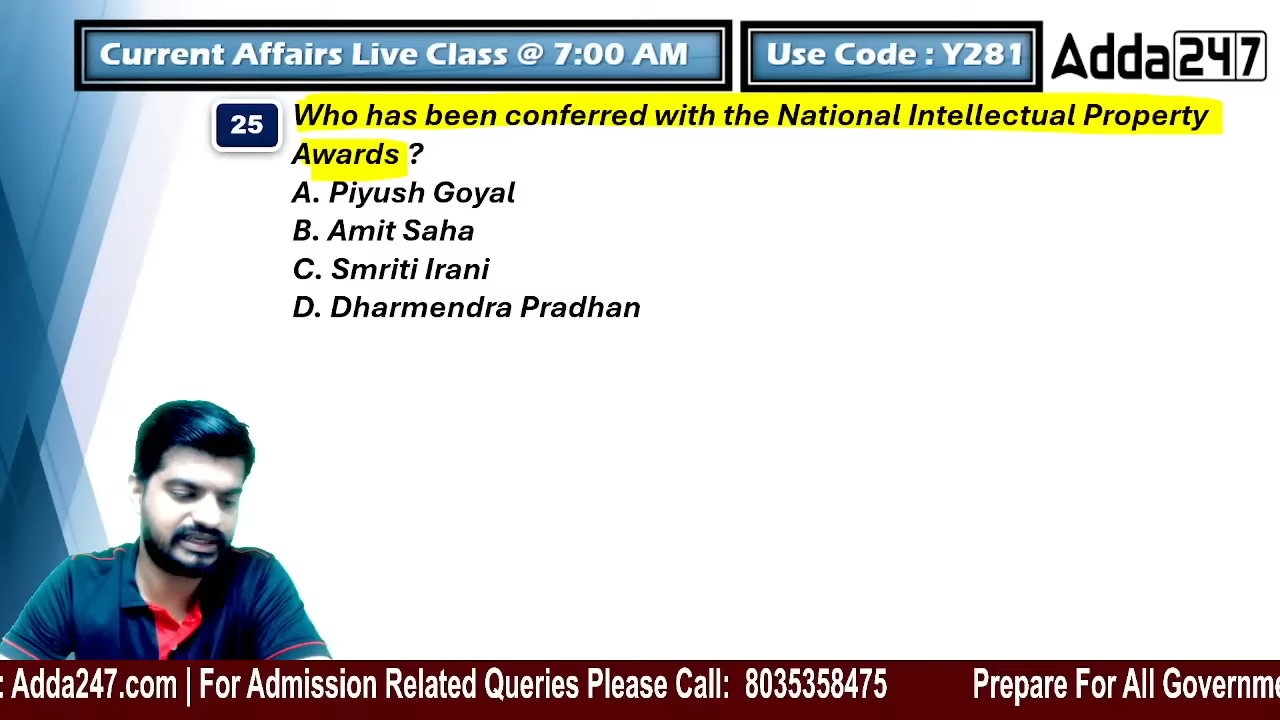 Current Affairs Live Class @ 7:00 AM
Use Code : Y281
Adda247
25
Who has been conferred with the National Intellectual Property
Awards ?
A. Piyush Goyal
B. Amit Saha
C. Smriti Irani
D. Dharmendra Pradhan
: Adda247.com | For Admission Related Queries Please Call: 8035358475
Prepare For All